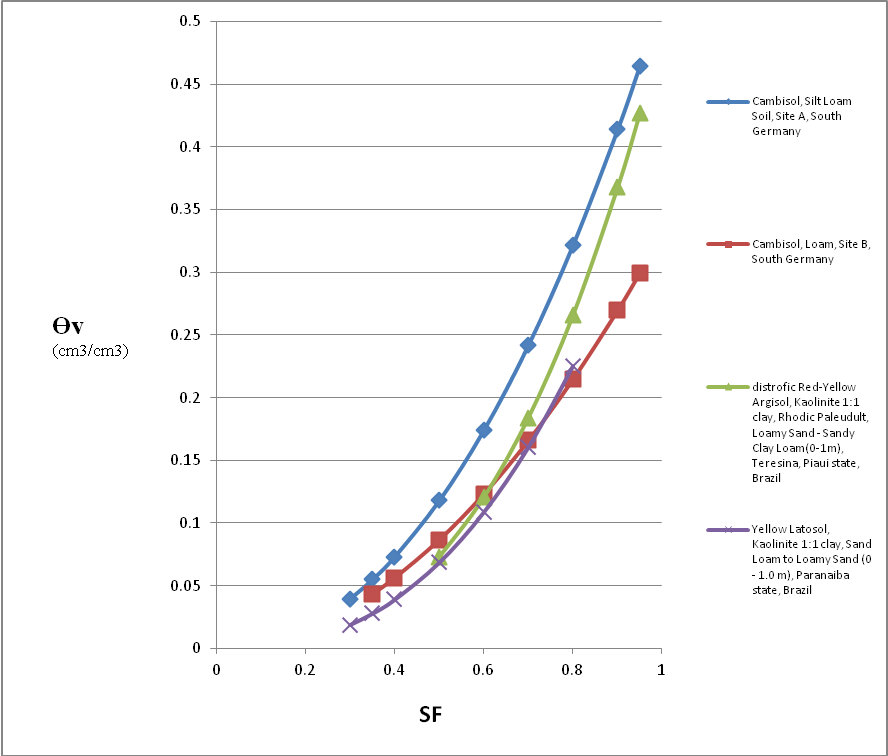 0.5
0.45
0.4
0.35
0.3
0.25
0.2
0.15
0.1
0.05
0
0
0.2
0.4
0.6
0.8
1
ϴv
(cm3/cm3)
SF
Cambisol, Silt Loam
Soil, Site A, South
Germany
Cambisol, Loam, Site B,
South Germany
distrofic Red-Yellow
Argisol, Kaolinite 1:1
clay, Rhodic Paleudult,
Loamy Sand - Sandy
Clay Loam (0-1m),
Teresina, Piaui state,
Brazil
Yellow Latosol,
Kaolinite 1:1 clay, Sand
Loam to Loamy Sand (0
- 1.0 m), Paranaiba
state, Brazil